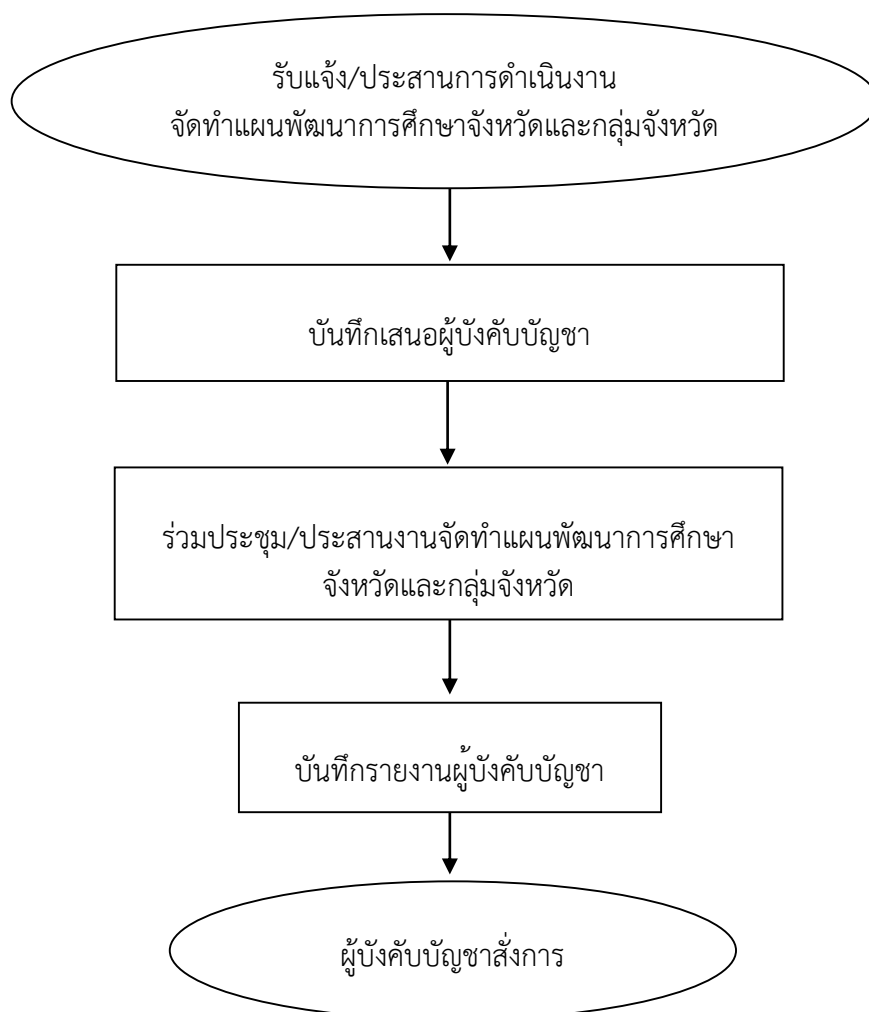 รับแจ้ง/ประสานการดำเนินงาน
จัดทำแผนพัฒนาการศึกษาจังหวัดและกลุ่มจังหวัด
บันทึกเสนอผู้บังคับบัญชา
ร่วมประชุม/ประสานงานจัดทำแผนพัฒนาการศึกษา
จังหวัดและกลุ่มจังหวัด
บันทึกรายงานผู้บังคับบัญชา
ผู้บังคับบัญชาสั่งการ